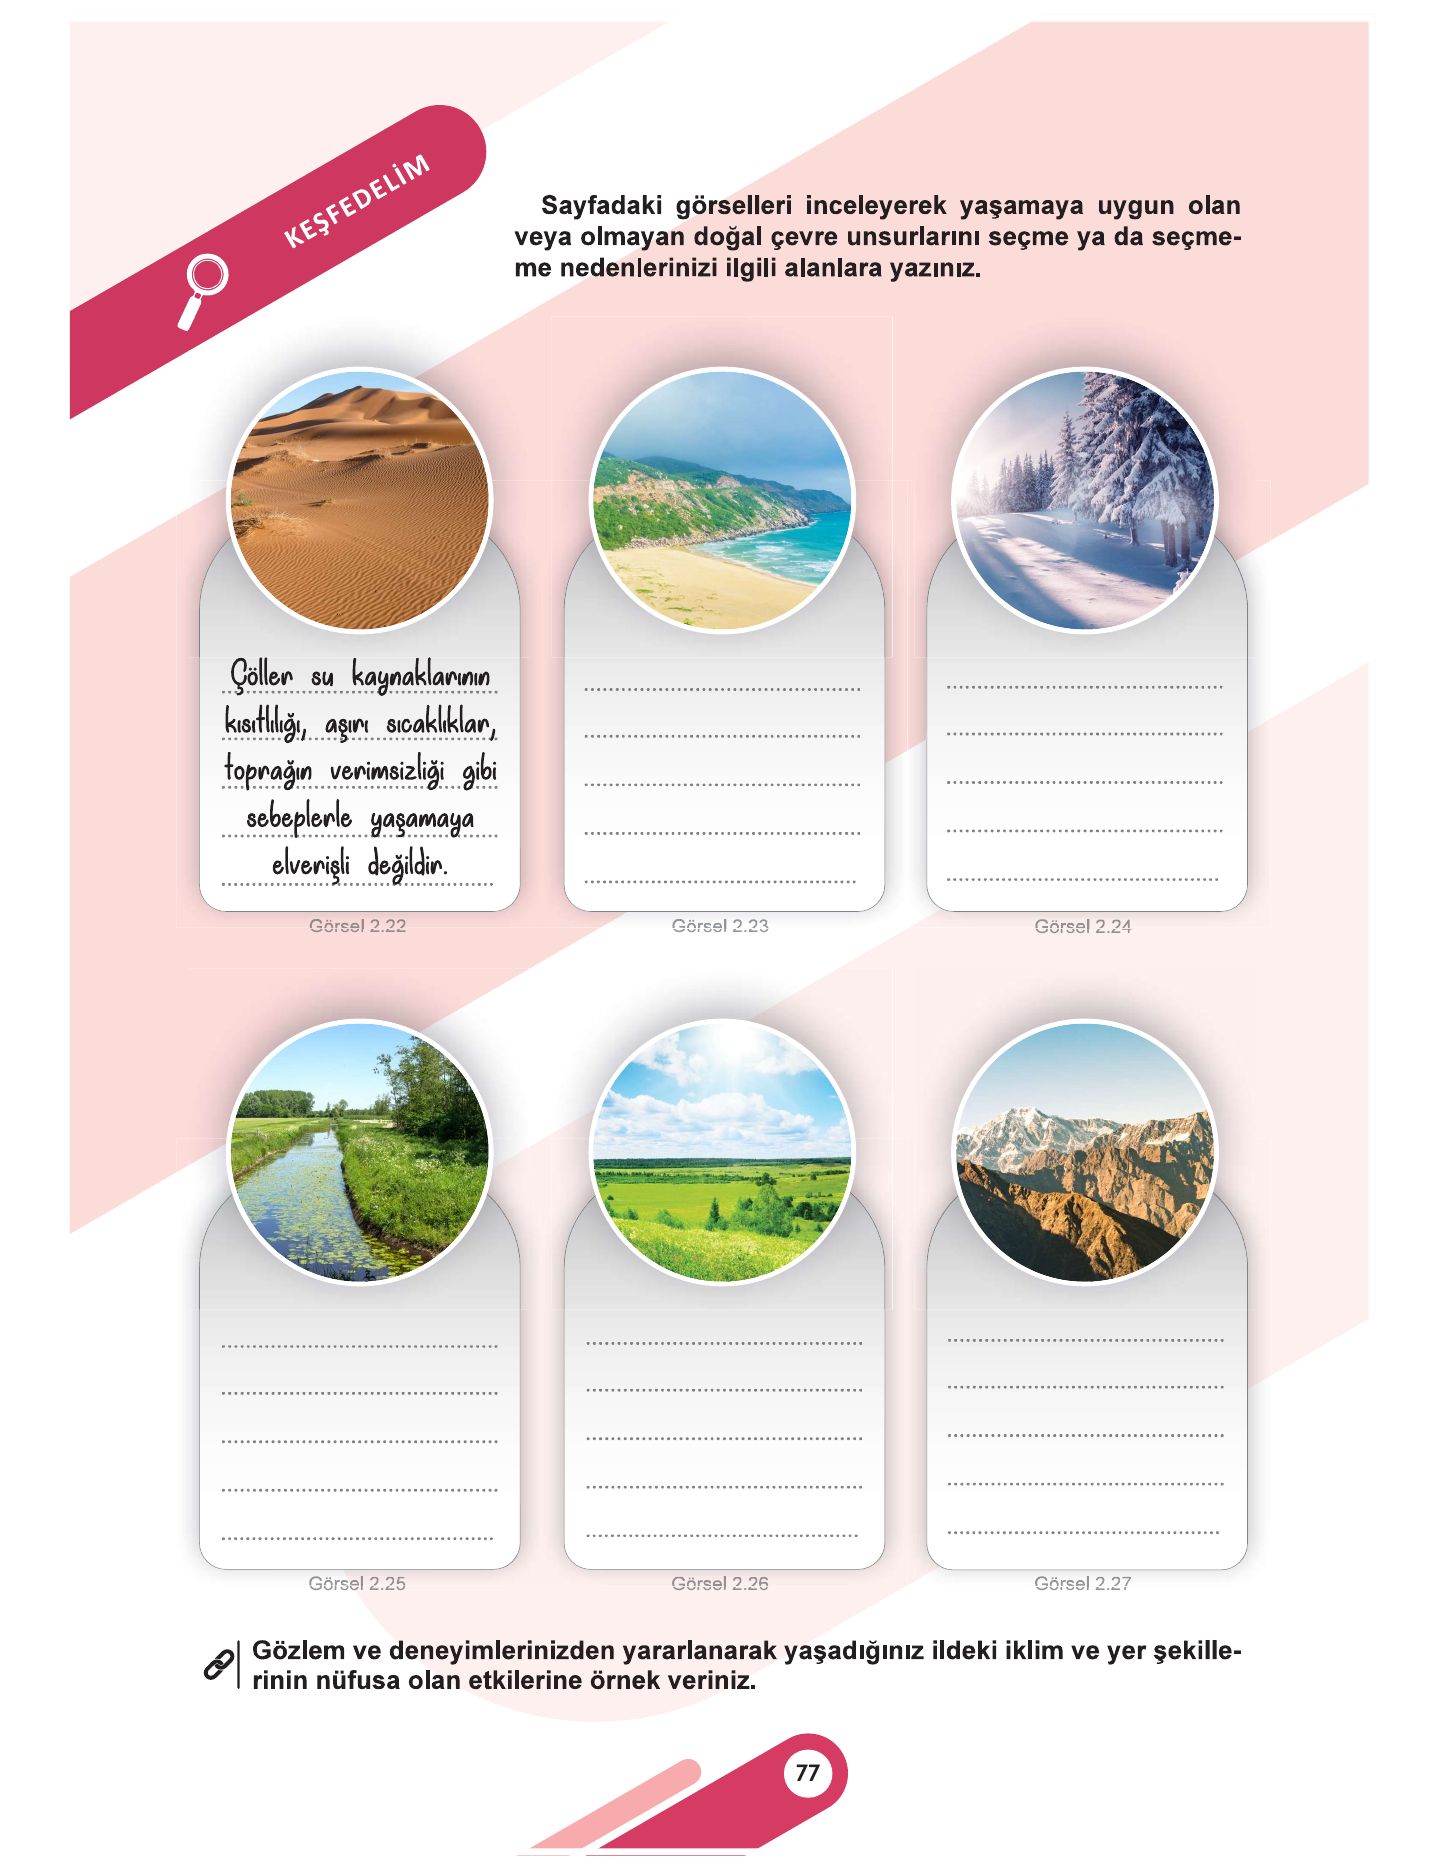 KEŞFEDELİM
Sayfadaki görselleri inceleyerek yaşamaya uygun olan
veya olmayan doğal çevre unsurlarını seçme ya da seçme-
me nedenlerinizi ilgili alanlara yazınız.
Çöller su kaynaklarının
kısıtlılığı, aşırı sıcaklıklar,
toprağın verimsizliği gibi
sebeplerle yaşamaya
elverişli değildir.
Görsel 2.22
Görsel 2.23
Görsel 2.24
Görsel 2.25
Görsel 2.26
Görsel 2.27
Gözlem ve deneyimlerinizden yararlanarak yaşadığınız ildeki iklim ve yer şekille-
rinin nüfusa olan etkilerine örnek veriniz.
77